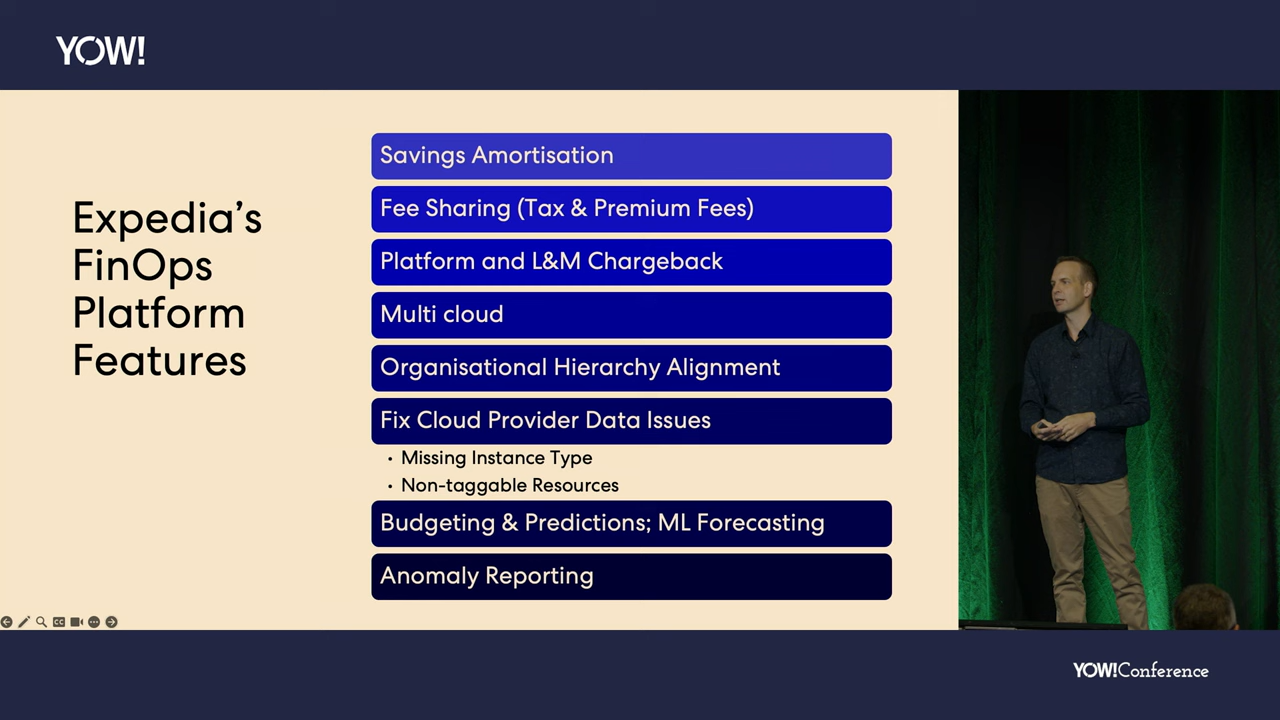 YOW!
Expedia's
FinOps
Platform
Features
Savings Amortisation
Fee Sharing (Tax & Premium Fees)
Platform and L&M Chargeback
Multi cloud
Organisational Hierarchy Alignment
Fix Cloud Provider Data Issues
• Missing Instance Type
• Non-taggable Resources
Budgeting & Predictions; ML Forecasting
Anomaly Reporting
CC
YOW!Conference